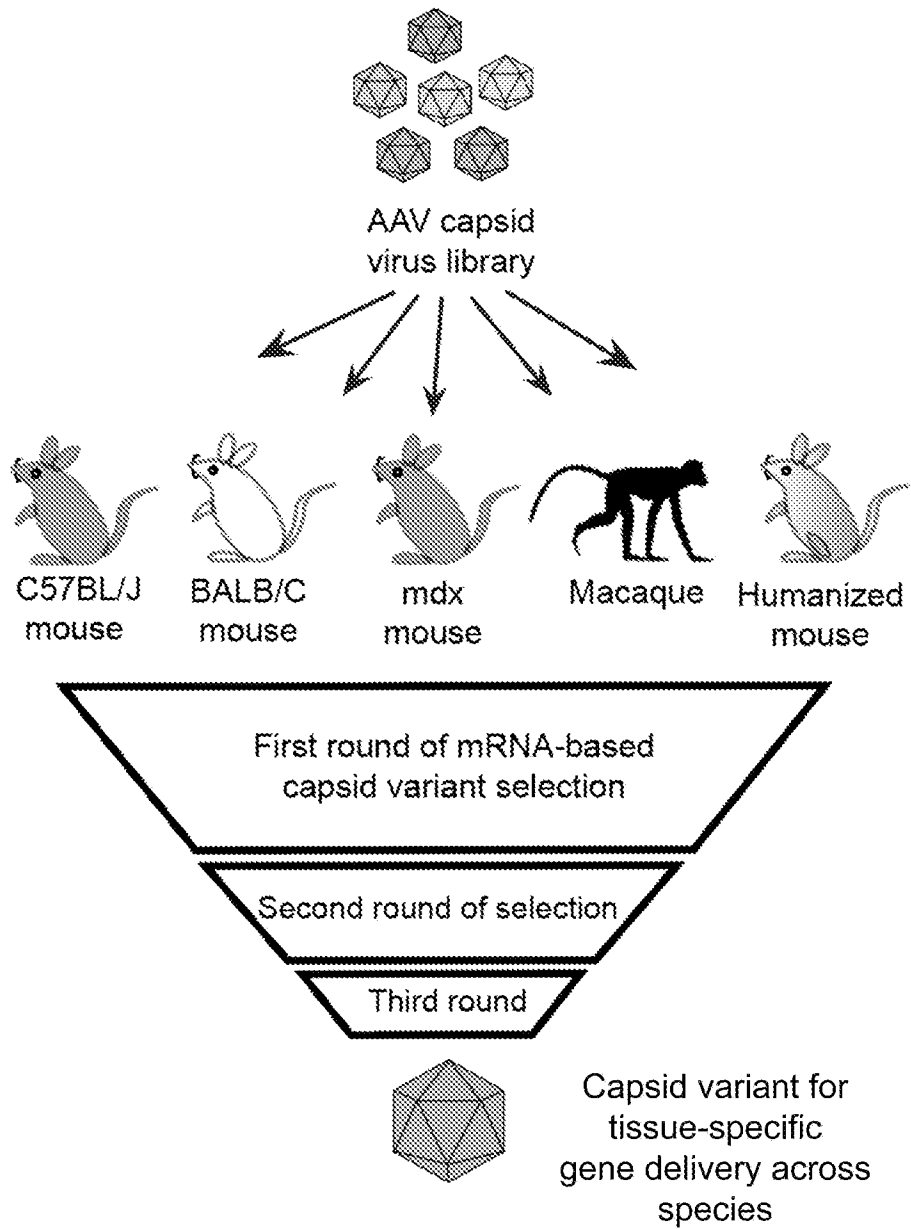 AAV capsid
virus library
C57BL/J
mouse
BALB/C
mouse
mdx
mouse
Macaque
Humanized
mouse
First round of mRNA-based
capsid variant selection
Second round of selection
Third round
Capsid variant for
tissue-specific
gene delivery across
species